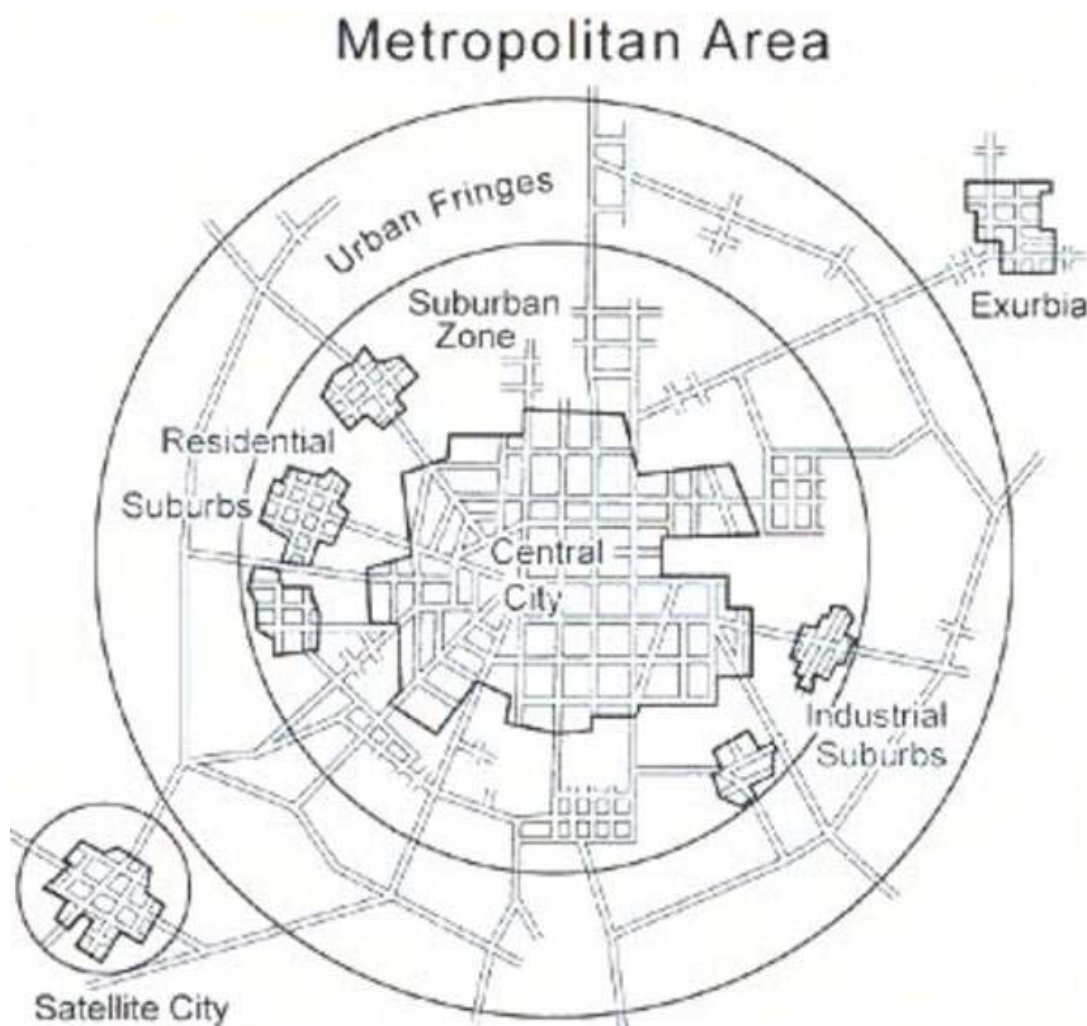 Metropolitan Area
Urban Fringes
Suburban
Zone
Exurbia
Residential
Suburbs
Central
City
Industrial
Suburbs
Satellite City